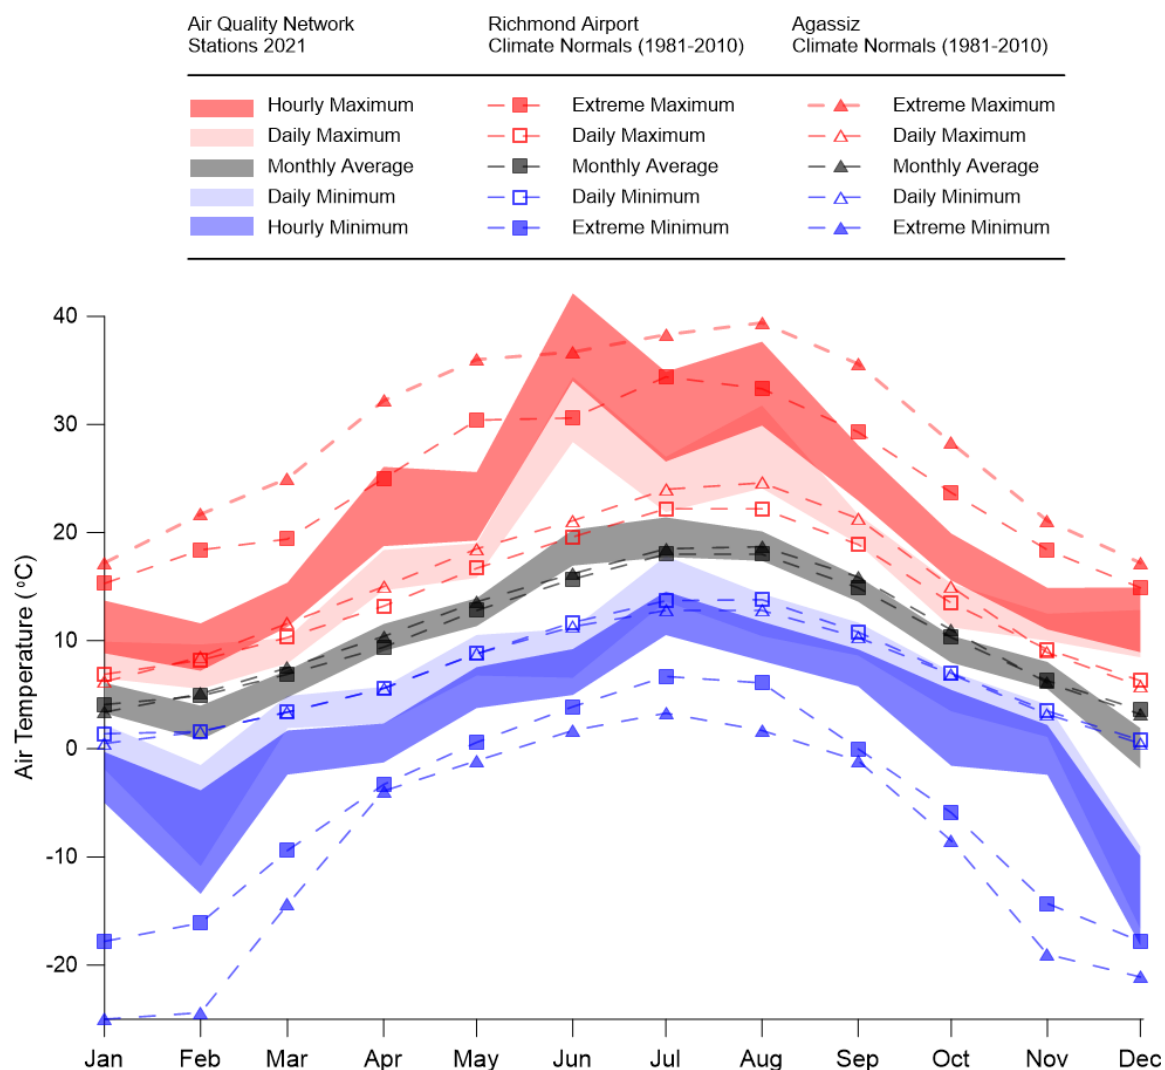 Air Quality Network
Stations 2021
Richmond Airport
Climate Normals (1981-2010)
Agassiz
Climate Normals (1981-2010)
Hourly Maximum
Extreme Maximum
Extreme Maximum
Daily Maximum
Daily Maximum
Daily Maximum
Monthly Average
Monthly Average
Monthly Average
Daily Minimum
Daily Minimum
Daily Minimum
Hourly Minimum
Extreme Minimum
Extreme Minimum
Air Temperature (°C)
40
30
20
10
0
-10
-20
Jan Feb Mar Apr May Jun Jul Aug Sep Oct Nov Dec